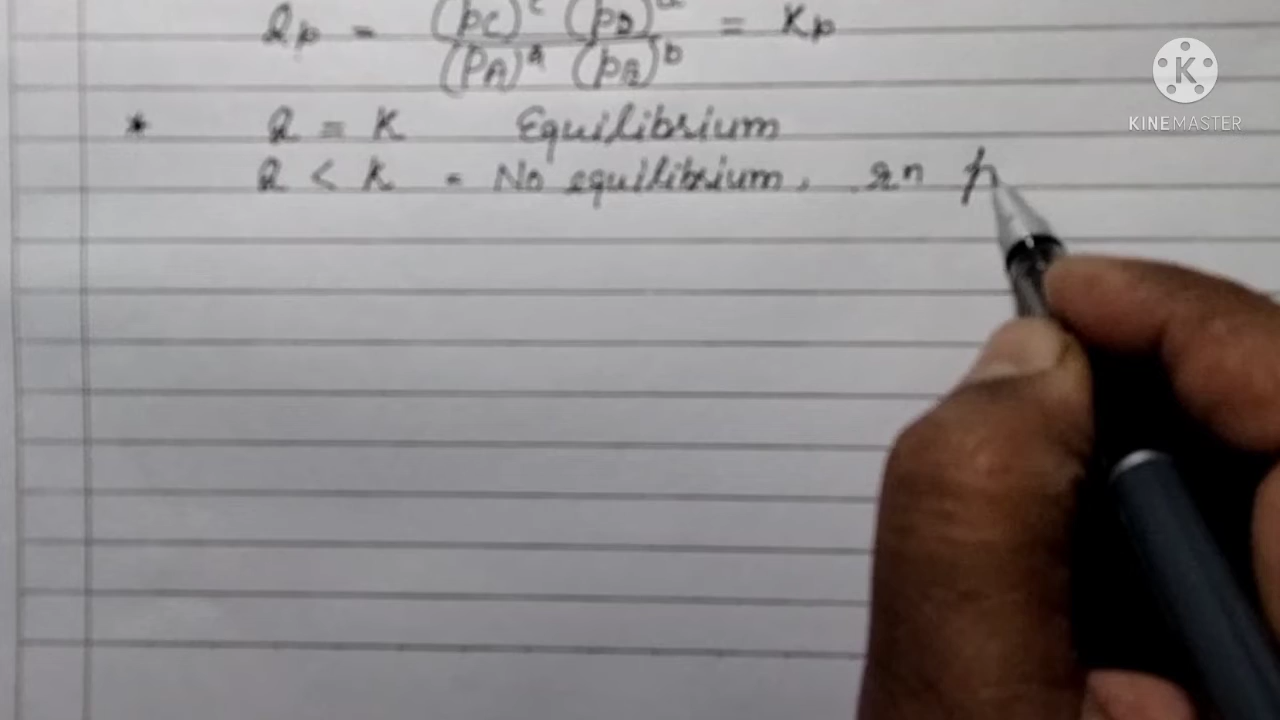 Qp = (pC)^c (pD)^d / (PA)^a (pB)^b = Kp
* Q = K Equilibrium
Q < K - No equilibrium, rn p
K
KINEMASTER